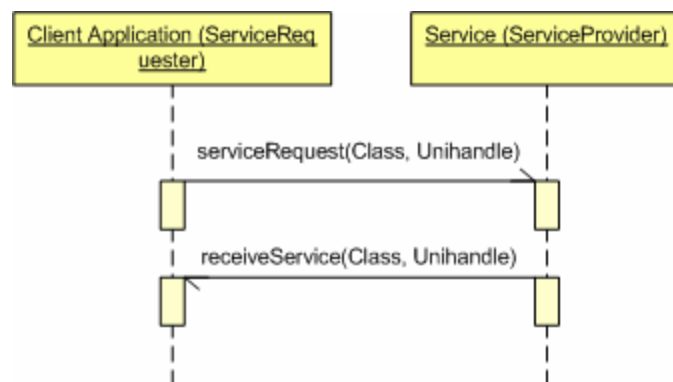 Client Application (ServiceReq
uester)
Service (ServiceProvider)
serviceRequest(Class, Unihandle)
receiveService(Class, Unihandle)